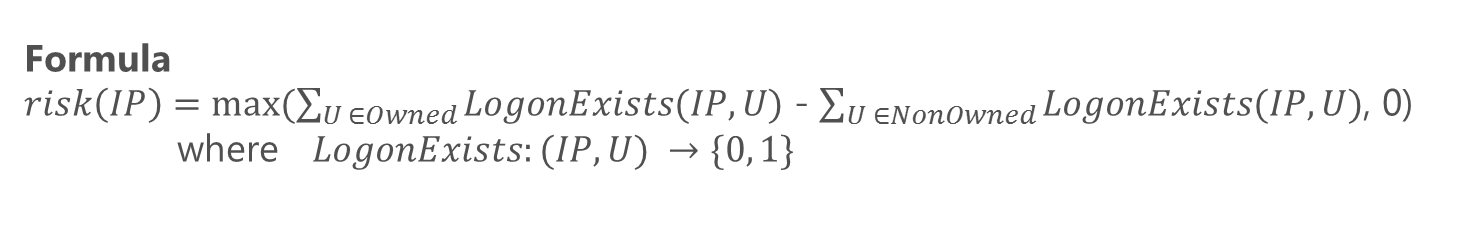 Formula
risk(IP) = max(∑U ∈Owned LogonExists(IP, U) - ∑U ∈NonOwned LogonExists(IP, U), 0)
where LogonExists: (IP, U) → {0, 1}